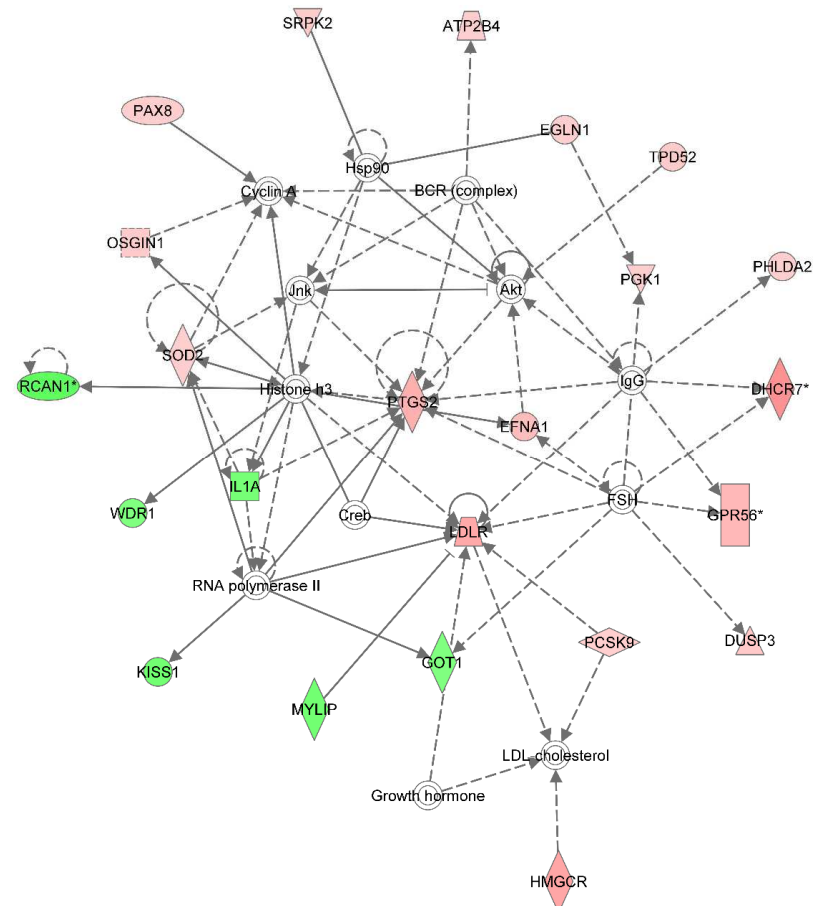 SRPK2
ATP2B4
PAX8
EGLN1
TPD52
Hsp90
BCR (complex)
Cyclin A
OSGIN1
PHLDA2
PGK1
Jnk
Akt
SOD2
RCAN1*
Histone h3
PTGS2
IgG
DHCR7*
EFNA1
IL1A
FSH
WDR1
Creb
GPR56*
LDLR
RNA polymerase II
KISS1
GOT1
PCSK9
DUSP3
MYLIP
LDL-cholesterol
Growth hormone
HMGCR